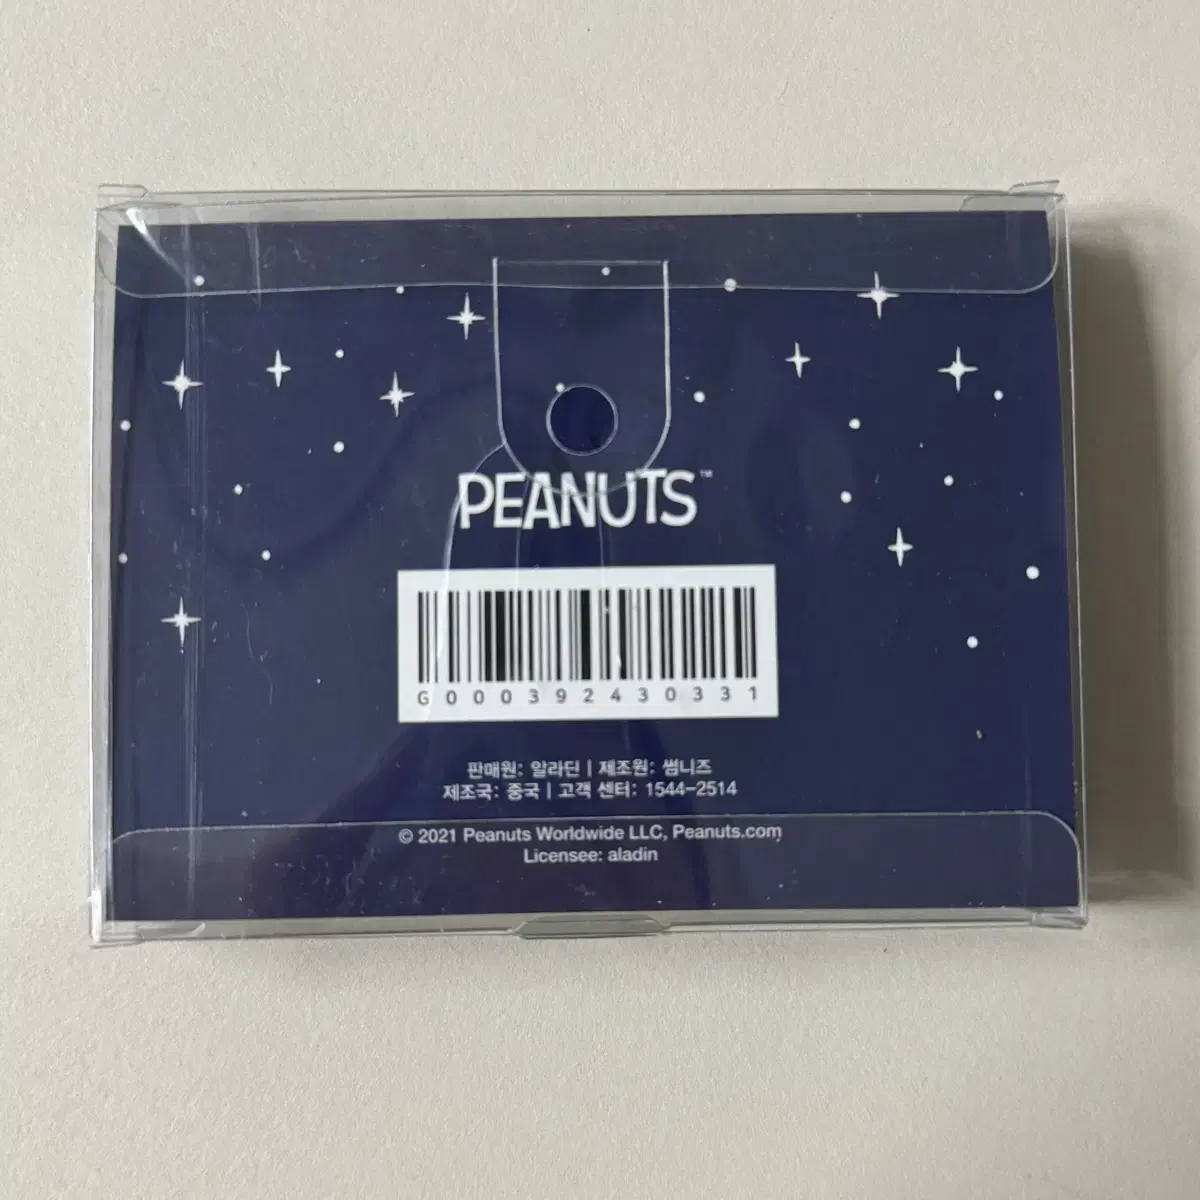 PEANUTS™
G000392430331
판매원: 알라딘 | 제조원: 썸니즈
제조국: 중국 | 고객 센터: 1544-2514
© 2021 Peanuts Worldwide LLC, Peanuts.com
Licensee: aladin